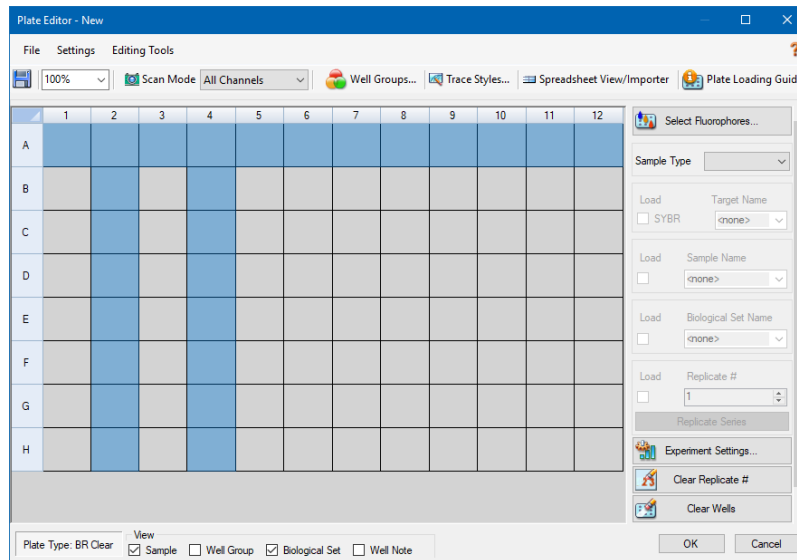 Plate Editor - New
File Settings Editing Tools ?
100% Scan Mode All Channels Well Groups... Trace Styles... Spreadsheet View/Importer Plate Loading Guid
1 2 3 4 5 6 7 8 9 10 11 12
A
B
C
D
E
F
G
H
Select Fluorophores...
Sample Type
Load Target Name
SYBR <none>
Load Sample Name
<none>
Load Biological Set Name
<none>
Load Replicate #
1
Replicate Series
Experiment Settings...
Clear Replicate #
Clear Wells
Plate Type: BR Clear
View
Sample Well Group Biological Set Well Note
OK Cancel